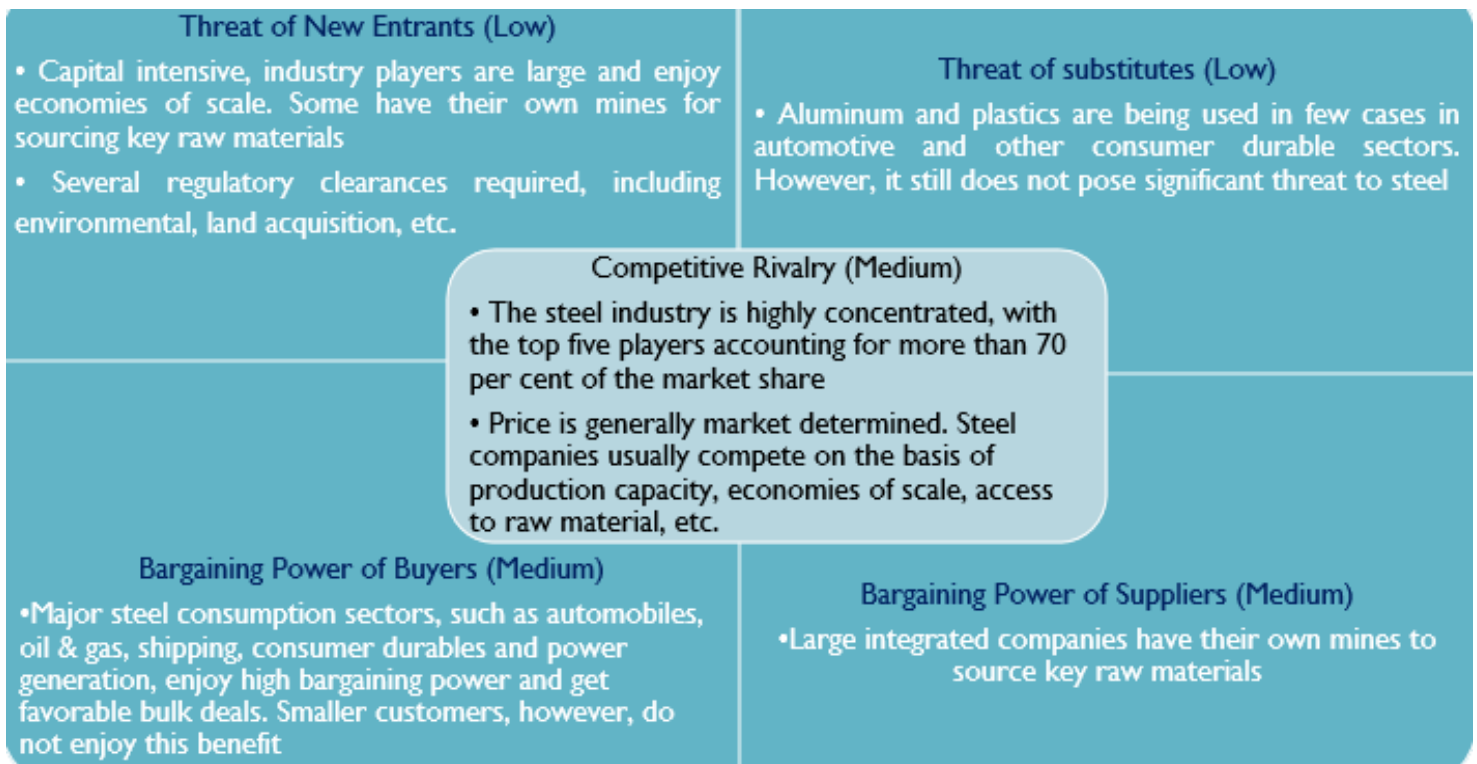 Threat of New Entrants (Low)
• Capital intensive, industry players are large and enjoy
economies of scale. Some have their own mines for
sourcing key raw materials
• Several regulatory clearances required, including
environmental, land acquisition, etc.
Threat of substitutes (Low)
• Aluminum and plastics are being used in few cases in
automotive and other consumer durable sectors.
However, it still does not pose significant threat to steel
Competitive Rivalry (Medium)
• The steel industry is highly concentrated, with
the top five players accounting for more than 70
per cent of the market share
• Price is generally market determined. Steel
companies usually compete on the basis of
production capacity, economies of scale, access
to raw material, etc.
Bargaining Power of Buyers (Medium)
•Major steel consumption sectors, such as automobiles,
oil & gas, shipping, consumer durables and power
generation, enjoy high bargaining power and get
favorable bulk deals. Smaller customers, however, do
not enjoy this benefit
Bargaining Power of Suppliers (Medium)
•Large integrated companies have their own mines to
source key raw materials